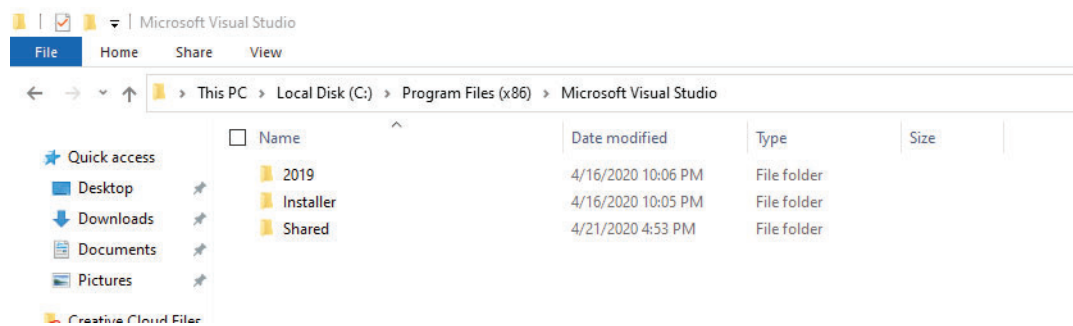 Microsoft Visual Studio
File Home Share View
This PC > Local Disk (C:) > Program Files (x86) > Microsoft Visual Studio
Name Date modified Type Size
Quick access
Desktop
Downloads
Documents
Pictures
Creative Cloud Files
2019 4/16/2020 10:06 PM File folder
Installer 4/16/2020 10:05 PM File folder
Shared 4/21/2020 4:53 PM File folder